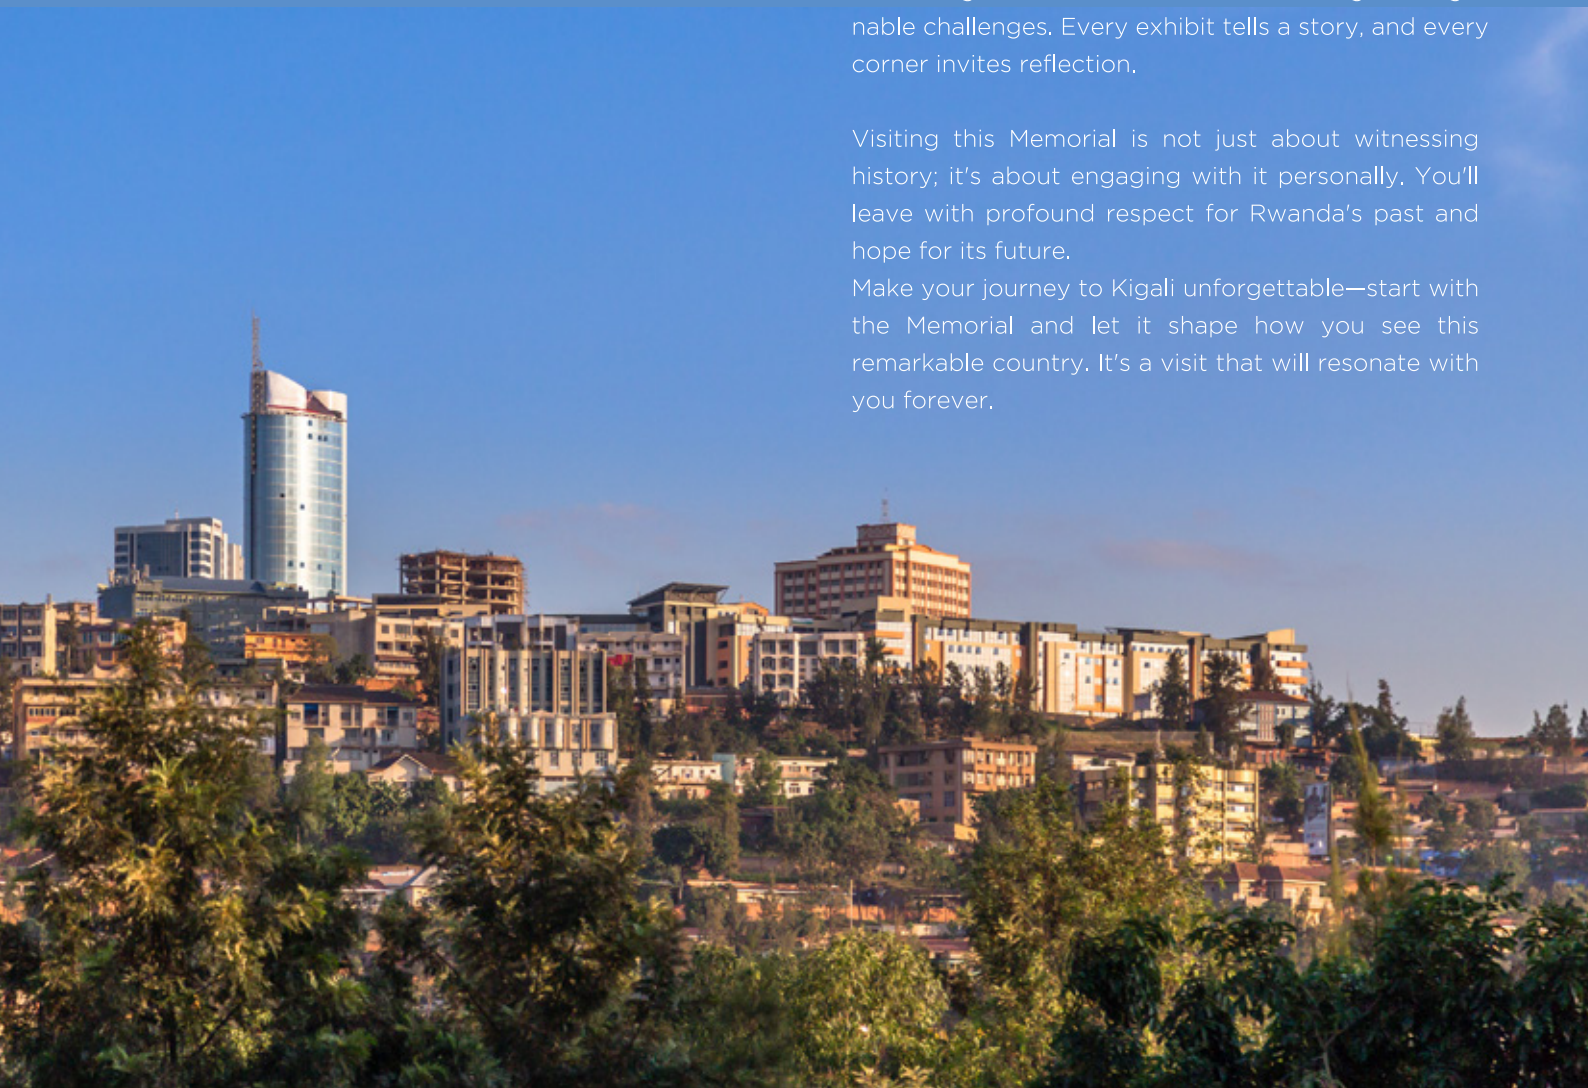 nable challenges. Every exhibit tells a story, and every
corner invites reflection.
Visiting this Memorial is not just about witnessing
history; it's about engaging with it personally. You'll
leave with profound respect for Rwanda's past and
hope for its future.
Make your journey to Kigali unforgettable—start with
the Memorial and let it shape how you see this
remarkable country. It's a visit that will resonate with
you forever.